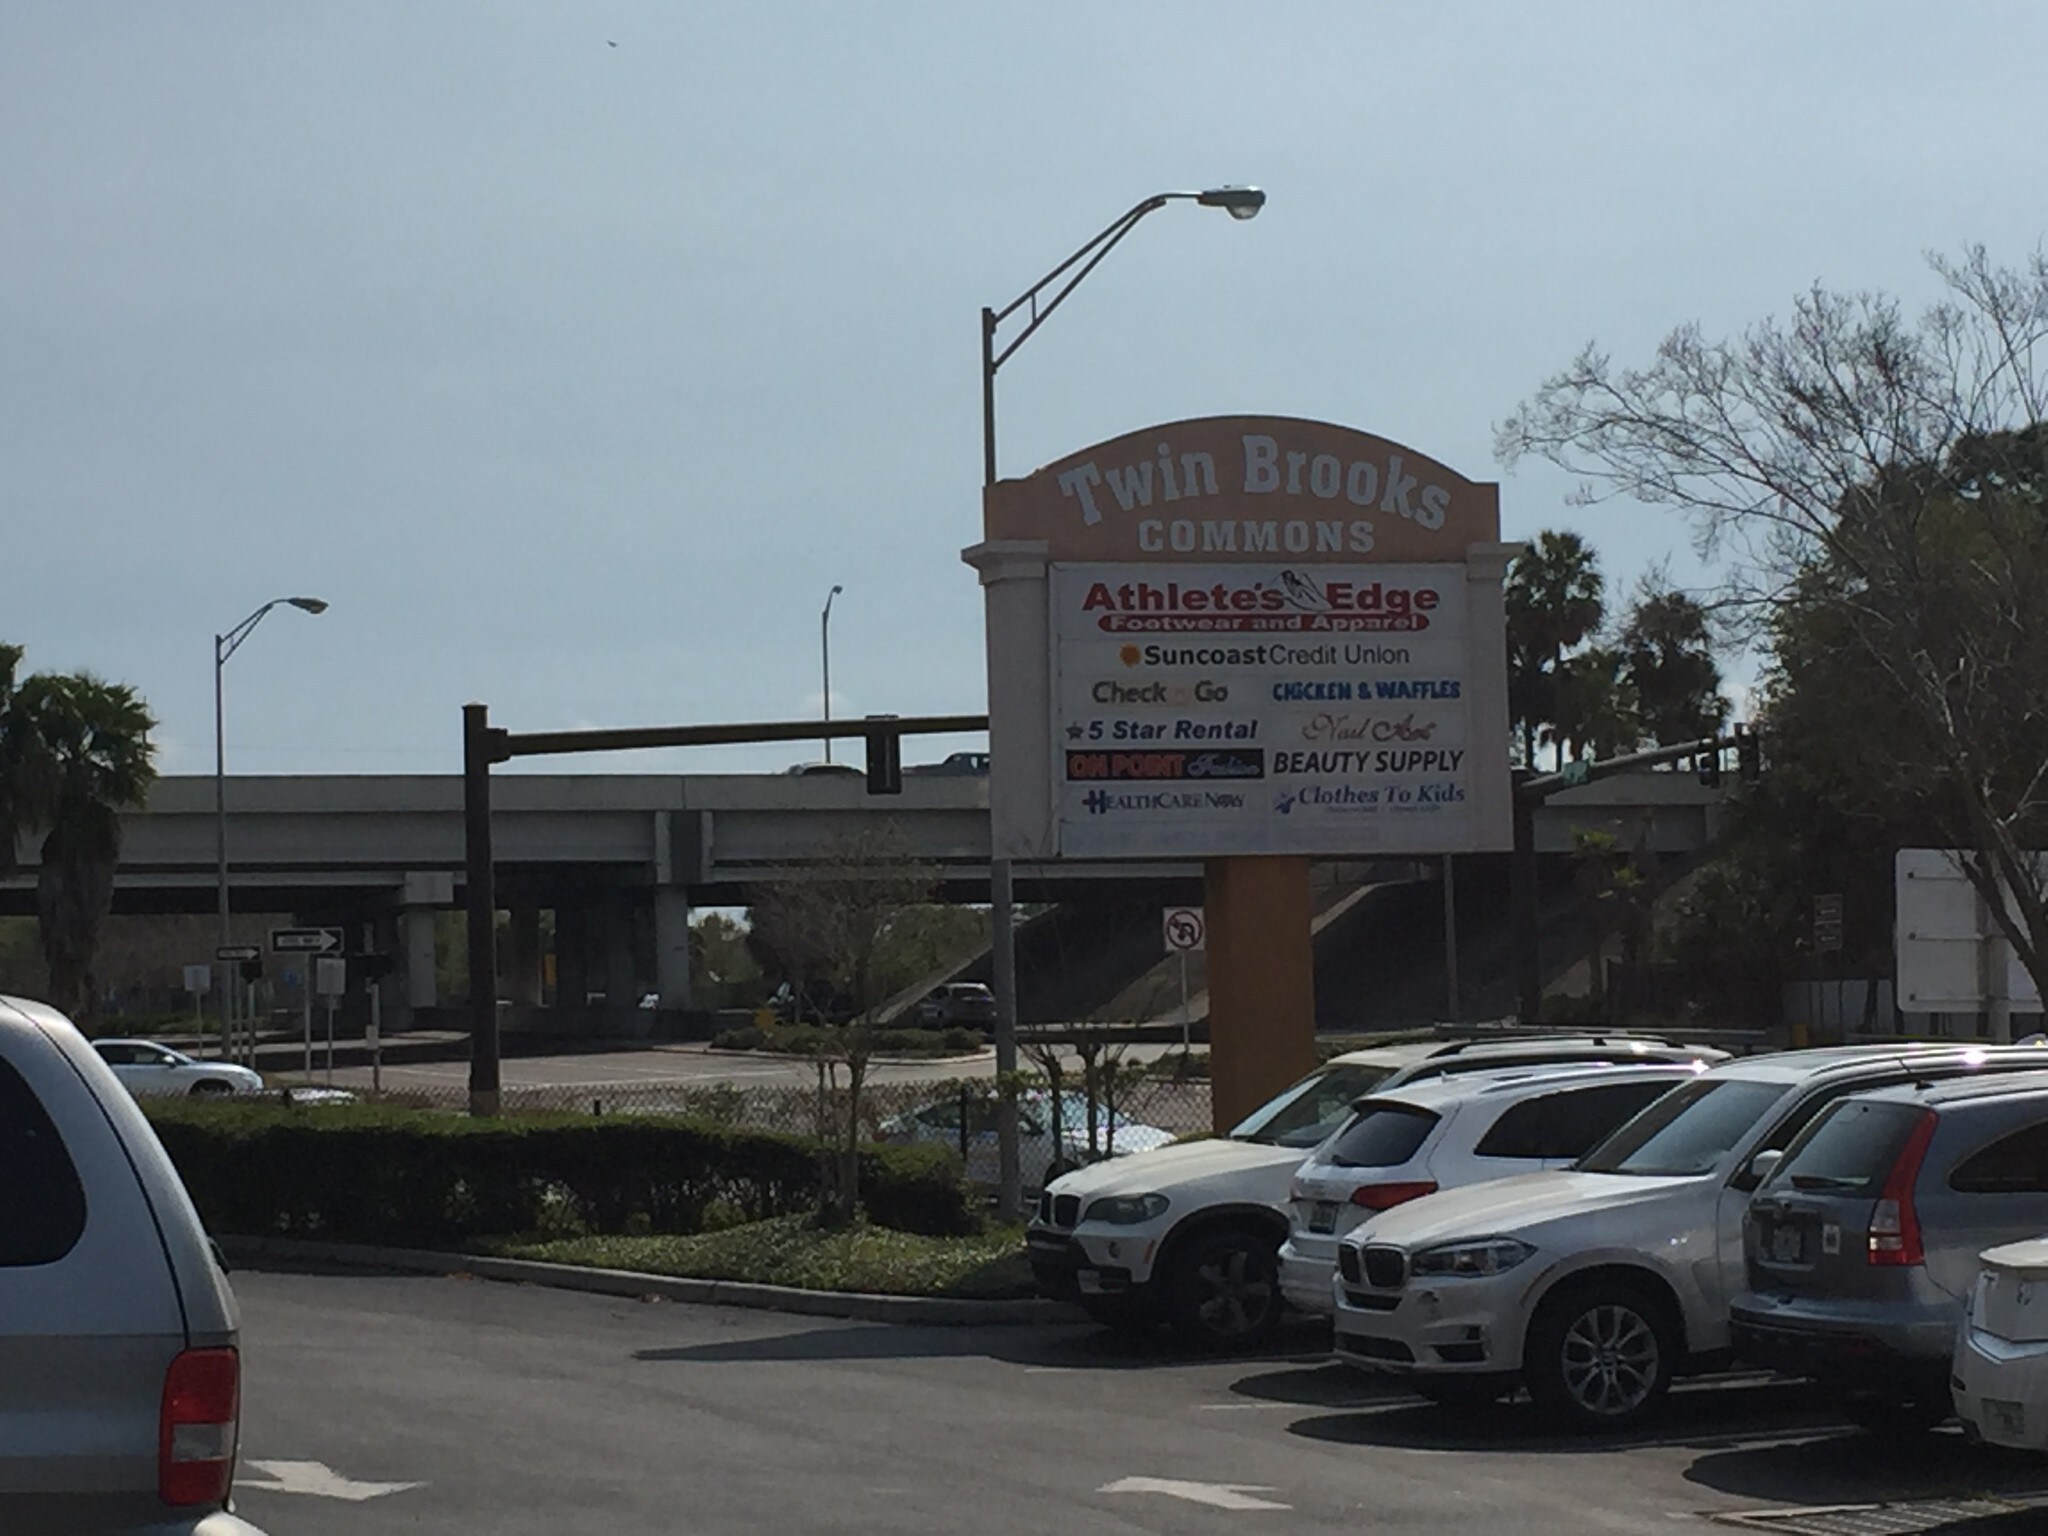 Twin Brooks
COMMONS
Athlete's Edge
Footwear and Apparel
Suncoast Credit Union
Check n Go
CHICKEN & WAFFLES
5 Star Rental
Nail Art
ON POINT Fashion
BEAUTY SUPPLY
HEALTHCARE NOW
Clothes To Kids